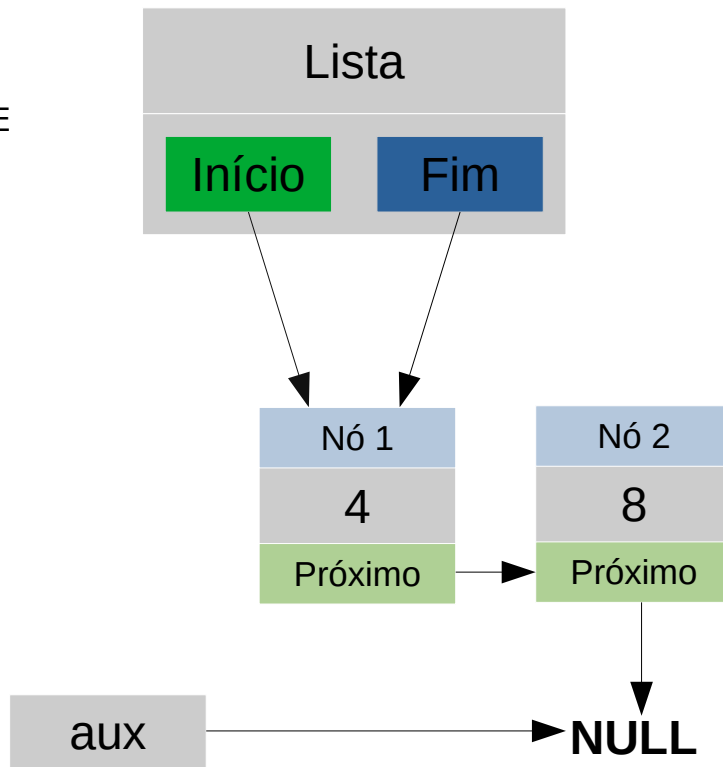 Lista
E
Início Fim
Nó 1 Nó 2
4 8
Próximo Próximo
aux NULL